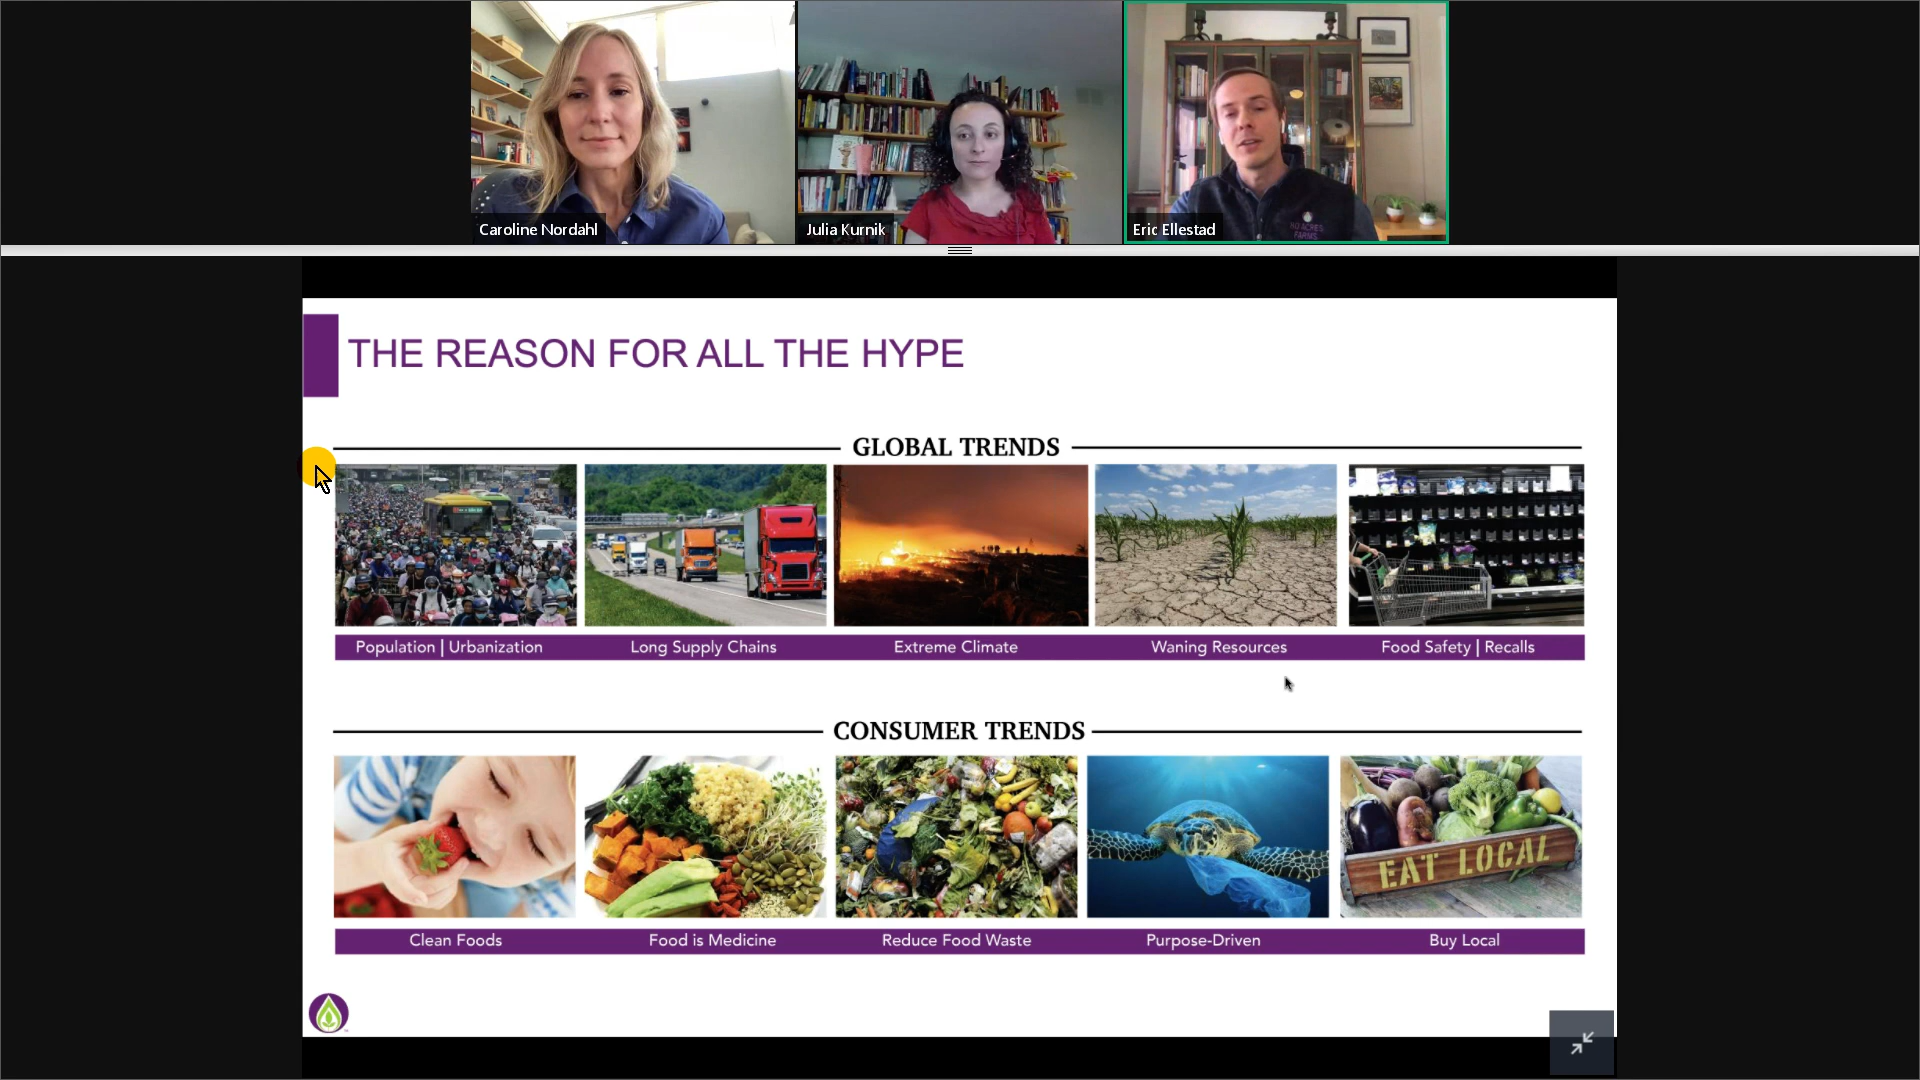 Caroline Nordahl
Julia Kurnik
Eric Ellestad
THE REASON FOR ALL THE HYPE
GLOBAL TRENDS
Population | Urbanization
Long Supply Chains
Extreme Climate
Waning Resources
Food Safety | Recalls
CONSUMER TRENDS
EAT LOCAL
Clean Foods
Food is Medicine
Reduce Food Waste
Purpose-Driven
Buy Local